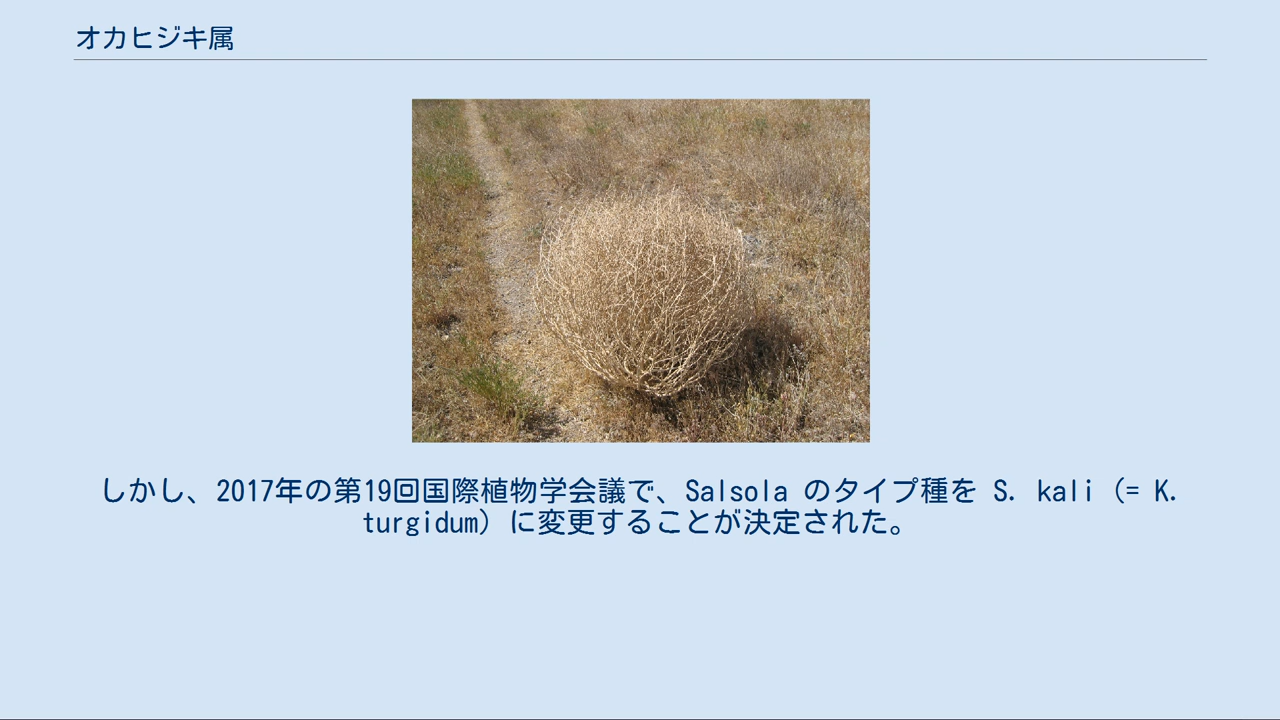 オカヒジキ属
しかし、2017年の第19回国際植物学会議で、Salsola のタイプ種を S. kali (= K.
turgidum) に変更することが決定された。